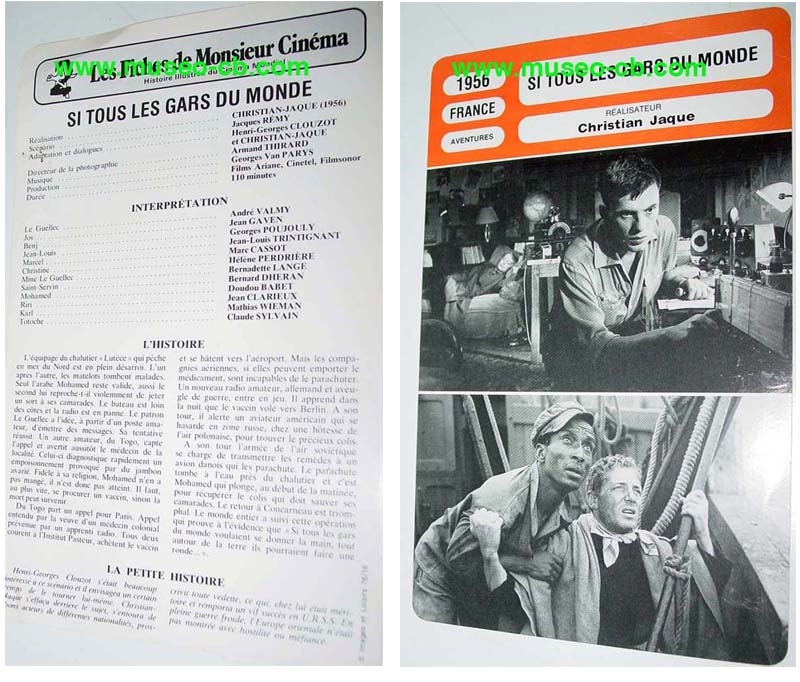 Les Fiches de Monsieur Cinéma
Histoire Illustrée du Cinéma Mondial
www.museo-cb.com
SI TOUS LES GARS DU MONDE
Réalisation CHRISTIAN-JAQUE (1956)
Scénario Jacques RÉMY
Adaptation et dialogues Henri-Georges CLOUZOT
et CHRISTIAN-JAQUE
Directeur de la photographie Armand THIRARD
Musique Georges Van PARYS
Production Films Ariane, Cinetel, Filmsonor
Durée 110 minutes
INTERPRÉTATION
Le Guellec André VALMY
Jos Jean GAVEN
Benj Georges POUJOULY
Jean-Louis Jean-Louis TRINTIGNANT
Marcel Marc CASSOT
Christine Hélène PERDRIÈRE
Mme Le Guellec Bernadette LANGE
Saint-Servin Bernard DHERAN
Mohamed Doudou BABET
Riri Jean CLARIEUX
Karl Mathias WIEMAN
Totoche Claude SYLVAIN
L'HISTOIRE
L'équipage du chalutier « Lutèce » qui pêche
en mer du Nord est en plein désarroi. L'un
après l'autre, les matelots tombent malades.
Seul l'arabe Mohamed reste valide, aussi le
second lui reproche-t-il violemment de jeter
un sort à ses camarades. Le bateau est loin
des côtes et la radio est en panne. Le patron
Le Guellec a l'idée, à partir d'un poste ama-
teur, d'émettre des messages. Sa tentative
réussit. Un autre amateur, du Togo, capte
l'appel et avertit aussitôt le médecin de la
localité. Celui-ci diagnostique rapidement un
empoisonnement provoqué par du jambon
avarié. Fidèle à sa religion, Mohamed n'en a
pas mangé, il n'est donc pas atteint. Il faut,
au plus vite, se procurer un vaccin, sinon la
mort peut survenir.
Du Togo part un appel pour Paris. Appel
entendu par la veuve d'un médecin colonial
prévenue par un apprenti radio. Tous deux
courent à l'Institut Pasteur, achètent le vaccin
et se hâtent vers l'aéroport. Mais les compa-
gnies aériennes, si elles peuvent emporter le
médicament, sont incapables de le parachuter.
Un nouveau radio amateur, allemand et aveu-
gle de guerre, entre en jeu. Il apprend dans
la nuit que le vaccin vole vers Berlin. A son
tour, il alerte un aviateur américain qui se
hasarde en zone russe, chez une hôtesse de
l'air polonaise, pour trouver le précieux colis.
A son tour l'armée de l'air soviétique
se charge de transmettre les remèdes à un
avion danois qui les parachute. Le parachute
tombe à l'eau près du chalutier et c'est
Mohamed qui plonge, au début de la matinée,
pour récupérer le colis qui doit sauver ses
camarades. Le retour à Concarneau est triom-
phal. Le monde entier a suivi cette opération
qui prouve à l'évidence que « Si tous les gars
du monde voulaient se donner la main, tout
autour de la terre ils pourraient faire une
ronde... ».
LA PETITE HISTOIRE
Henri-Georges Clouzot s'était beaucoup
intéressé à ce scénario et il envisagea un certain
temps de le tourner lui-même. Christian-
Jaque s'effaça derrière le sujet, s'entoura de
bons acteurs de différentes nationalités, pros-
crivit toute vedette, ce qui, chez lui était méri-
toire et remporta un vif succès en U.R.S.S. En
pleine guerre froide, l'Europe orientale n'était
pas montrée avec hostilité ou méfiance.
© Images et Loisirs 76/16
www.museo-cb.com
1956
FRANCE
AVENTURES
SI TOUS LES GARS DU MONDE
RÉALISATEUR
Christian Jaque